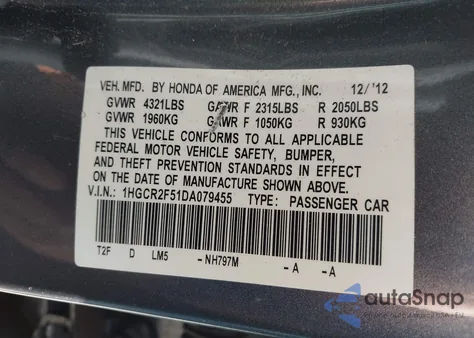 VEH. MFD. BY HONDA OF AMERICA MFG., INC. 12/'12
GVWR 4321LBS GAWR F 2315LBS R 2050LBS
GVWR 1960KG GAWR F 1050KG R 930KG
THIS VEHICLE CONFORMS TO ALL APPLICABLE
FEDERAL MOTOR VEHICLE SAFETY, BUMPER,
AND THEFT PREVENTION STANDARDS IN EFFECT
ON THE DATE OF MANUFACTURE SHOWN ABOVE.
V.I.N.: 1HGCR2F51DA079455 TYPE: PASSENGER CAR
T2F D LM5 -NH797M -A -A
autaSnap